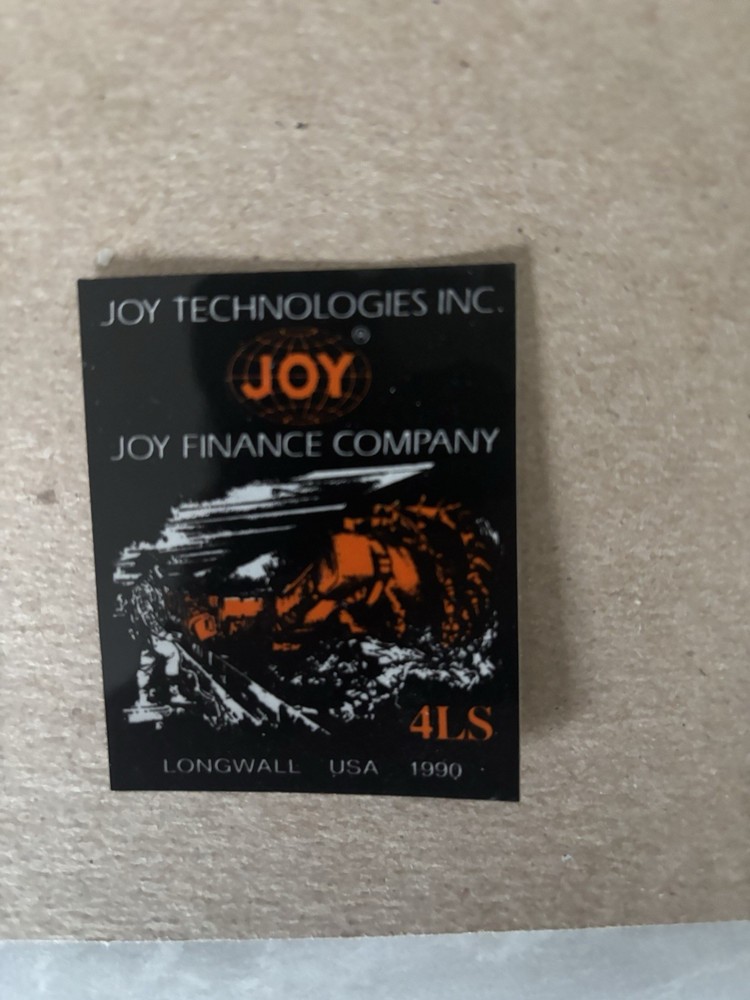 JOY TECHNOLOGIES INC.
JOY®
JOY FINANCE COMPANY
4LS
LONGWALL USA 1990